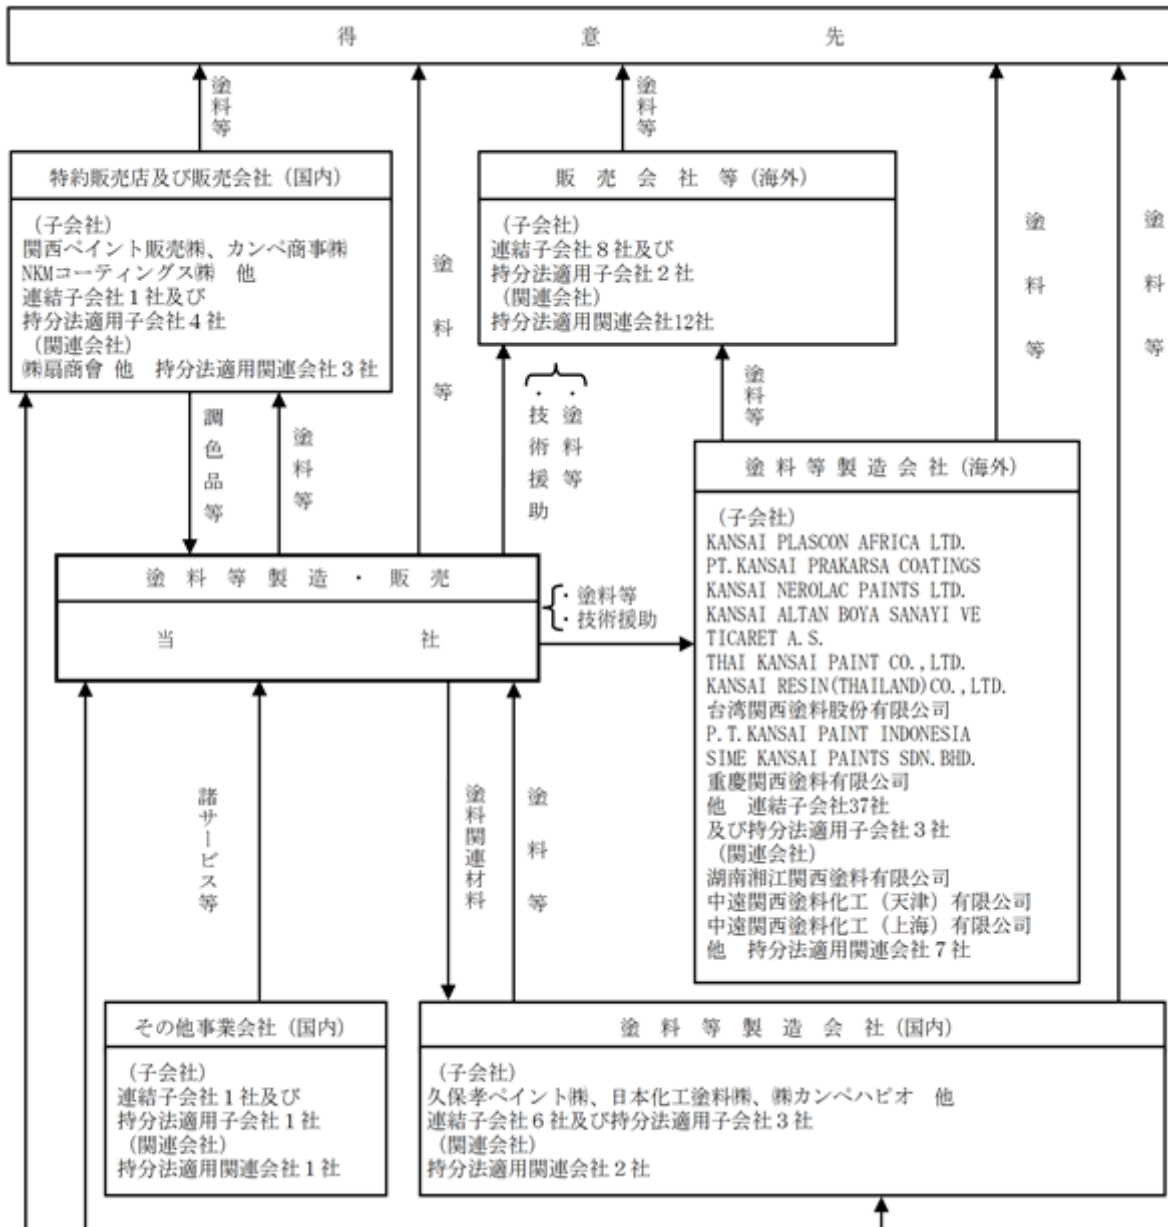 得意先
塗料等
塗料等
特約販売店及び販売会社（国内）
（子会社）
関西ペイント販売㈱、カンペ商事㈱
NKMコーティングス㈱　他
連結子会社１社及び
持分法適用子会社４社
（関連会社）
㈱扇商會 他　持分法適用関連会社３社
販売会社等（海外）
（子会社）
連結子会社８社及び
持分法適用子会社２社
（関連会社）
持分法適用関連会社12社
塗料等
塗料等
塗料等
調色品等
塗料等
・塗料等
・技術援助
塗料等
塗料等製造・販売
当社
・塗料等
・技術援助
塗料等製造会社（海外）
（子会社）
KANSAI PLASCON AFRICA LTD.
PT.KANSAI PRAKARSA COATINGS
KANSAI NEROLAC PAINTS LTD.
KANSAI ALTAN BOYA SANAYI VE
TICARET A.S.
THAI KANSAI PAINT CO.,LTD.
KANSAI RESIN(THAILAND)CO.,LTD.
台湾関西塗料股份有限公司
P.T.KANSAI PAINT INDONESIA
SIME KANSAI PAINTS SDN.BHD.
重慶関西塗料有限公司
他　連結子会社37社
及び持分法適用子会社３社
（関連会社）
湖南湘江関西塗料有限公司
中遠関西塗料化工（天津）有限公司
中遠関西塗料化工（上海）有限公司
他　持分法適用関連会社７社
諸サービス等
塗料関連材料
塗料等
その他事業会社（国内）
（子会社）
連結子会社１社及び
持分法適用子会社１社
（関連会社）
持分法適用関連会社１社
塗料等製造会社（国内）
（子会社）
久保孝ペイント㈱、日本化工塗料㈱、㈱カンペハピオ　他
連結子会社６社及び持分法適用子会社３社
（関連会社）
持分法適用関連会社２社